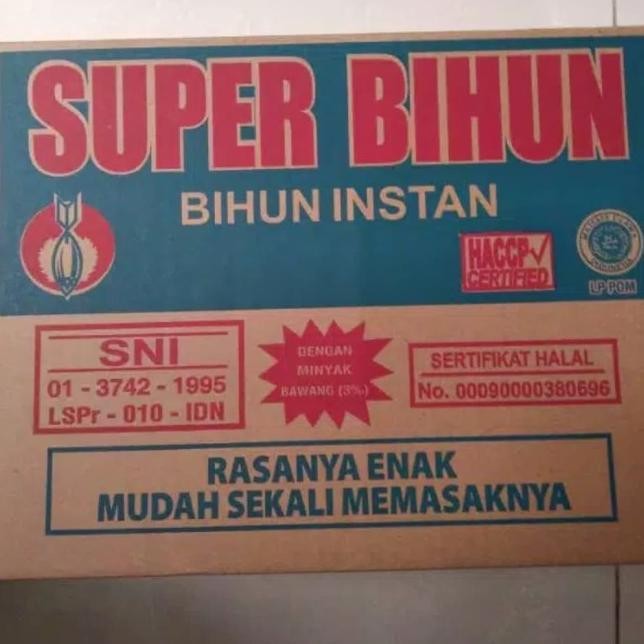 SUPER BIHUN
BIHUN INSTAN
HACCP
CERTIFIED
LP POM
SNI
01 - 3742 - 1995
LSPr - 010 - IDN
DENGAN
MINYAK
BAWANG (3%)
SERTIFIKAT HALAL
No. 00090000380696
RASANYA ENAK
MUDAH SEKALI MEMASAKNYA